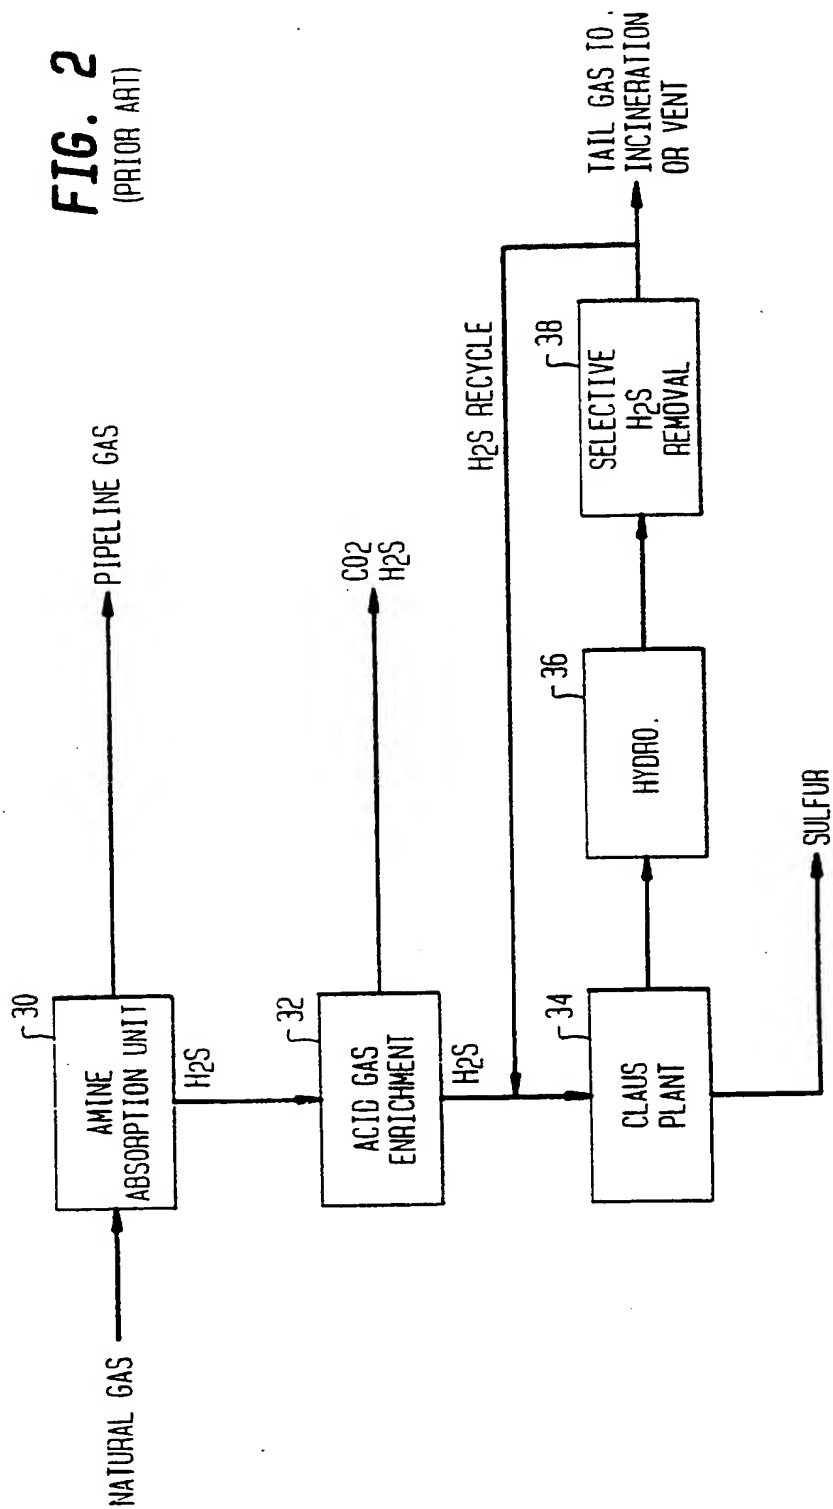 FIG. 2
(PRIOR ART)
NATURAL GAS
30
AMINE
ABSORPTION UNIT
PIPELINE GAS
H2S
32
ACID GAS
ENRICHMENT
CO2
H2S
H2S
H2S RECYCLE
34
CLAUS
PLANT
SULFUR
36
HYDRO.
38
SELECTIVE
H2S
REMOVAL
TAIL GAS TO
INCINERATION
OR VENT